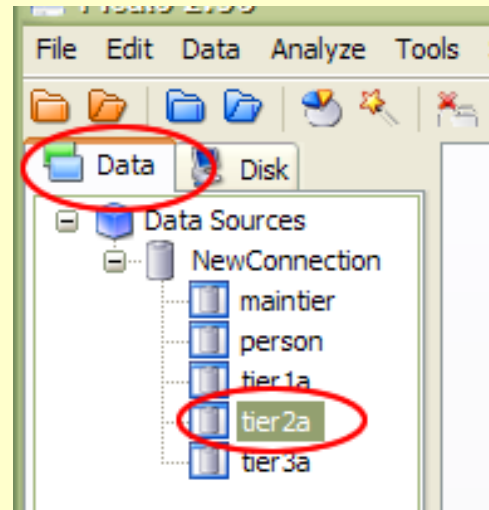 File Edit Data Analyze Tools
Data Disk
Data Sources
NewConnection
maintier
person
tier1a
tier2a
tier3a